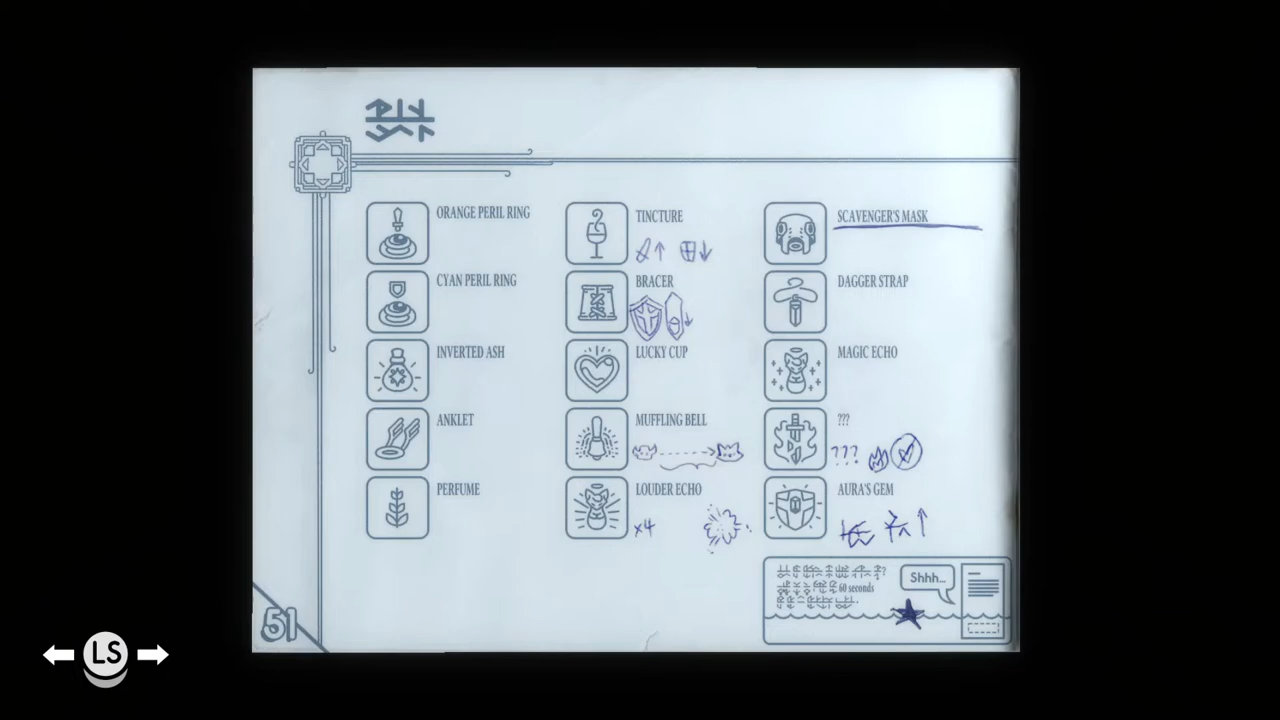 ORANGE PERIL RING
CYAN PERIL RING
INVERTED ASH
ANKLET
PERFUME
TINCTURE
BRACER
LUCKY CUP
MUFFLING BELL
LOUDER ECHO
x4
SCAVENGER'S MASK
DAGGER STRAP
MAGIC ECHO
???
???
AURA'S GEM
60 seconds
Shhh...
51
LS